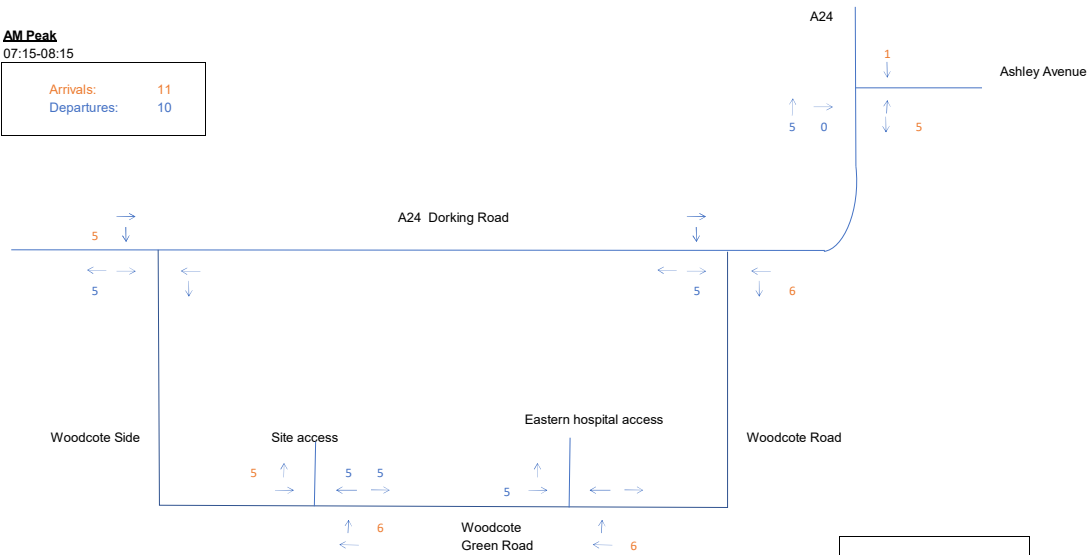 A24
AM Peak
07:15-08:15
1
Ashley Avenue
Arrivals: 11
Departures: 10
5 0 5
A24 Dorking Road
5
5 5 6
Eastern hospital access
Woodcote Side Site access Woodcote Road
5 5 5 5
6 Woodcote
Green Road 6